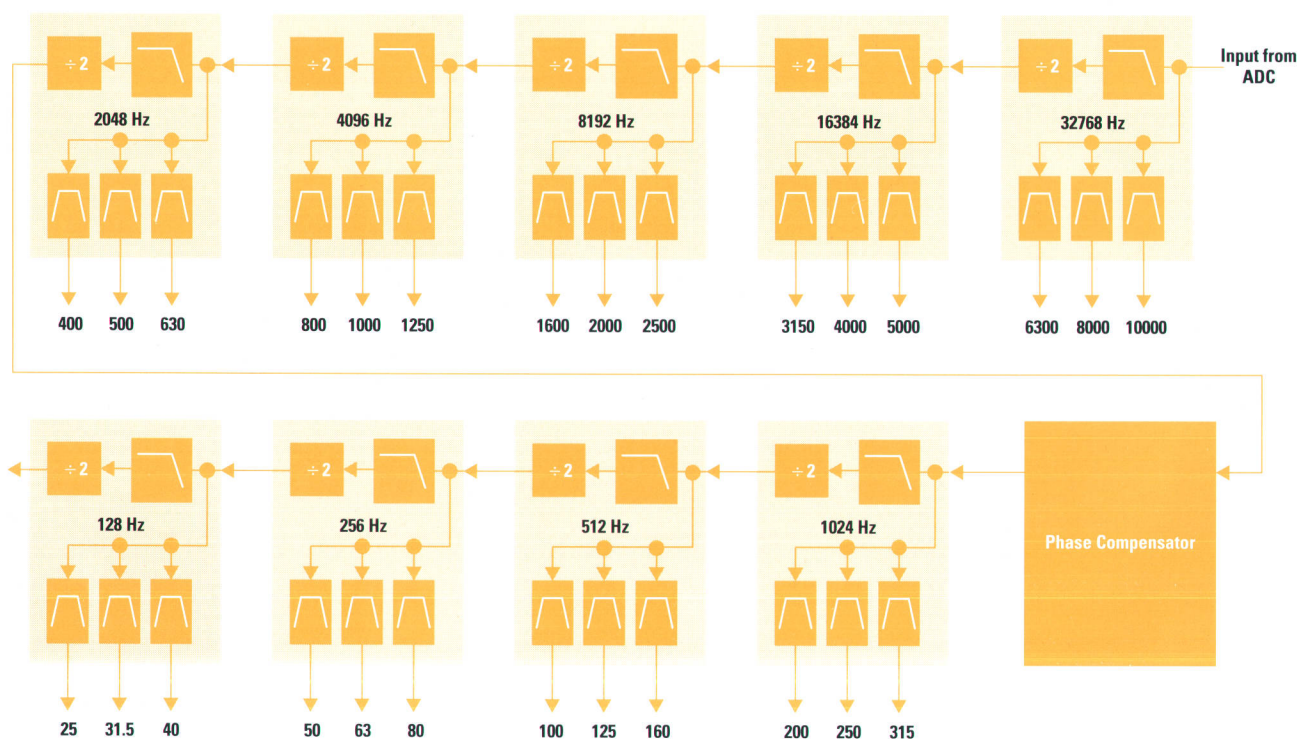 ÷ 2 ÷ 2 ÷ 2 ÷ 2 ÷ 2 Input from
ADC
2048 Hz 4096 Hz 8192 Hz 16384 Hz 32768 Hz
400 500 630 800 1000 1250 1600 2000 2500 3150 4000 5000 6300 8000 10000
÷ 2 ÷ 2 ÷ 2 ÷ 2
128 Hz 256 Hz 512 Hz 1024 Hz Phase Compensator
25 31.5 40 50 63 80 100 125 160 200 250 315